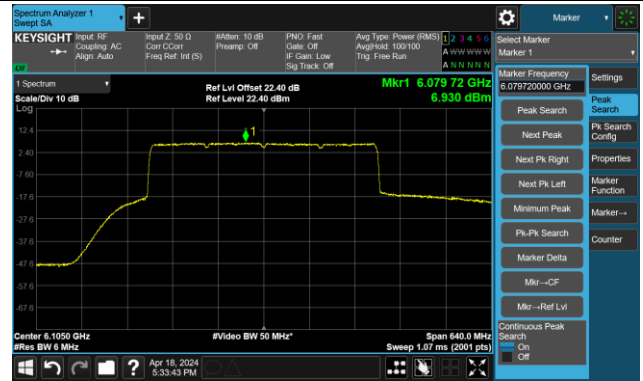 Spectrum Analyzer 1
Swept SA
+
Marker
KEYSIGHT
Input: RF
Coupling: AC
Align: Auto
Input Z: 50 Ω
Corr CCorr
Freq Ref: Int (S)
#Atten: 10 dB
Preamp: Off
PNO: Fast
Gate: Off
IF Gain: Low
Sig Track: Off
Avg Type: Power (RMS)
Avg|Hold: 100/100
Trig: Free Run
1 2 3 4 5 6
A W W W W W
A N N N N N
Select Marker
Marker 1
1 Spectrum
Scale/Div 10 dB
Log
Ref Lvl Offset 22.40 dB
Ref Level 22.40 dBm
Mkr1 6.079 72 GHz
6.930 dBm
12.4
2.40
-7.60
-17.6
-27.6
-37.6
-47.6
-57.6
-67.6
1
Center 6.1050 GHz
#Res BW 6 MHz
#Video BW 50 MHz*
Span 640.0 MHz
Sweep 1.07 ms (2001 pts)
Marker Frequency
6.079720000 GHz
Peak Search
Next Peak
Next Pk Right
Next Pk Left
Minimum Peak
Pk-Pk Search
Marker Delta
Mkr→CF
Mkr→Ref Lvl
Continuous Peak
Search
On
Off
Settings
Peak
Search
Pk Search
Config
Properties
Marker
Function
Marker→
Counter
?
Apr 18, 2024
5:33:43 PM